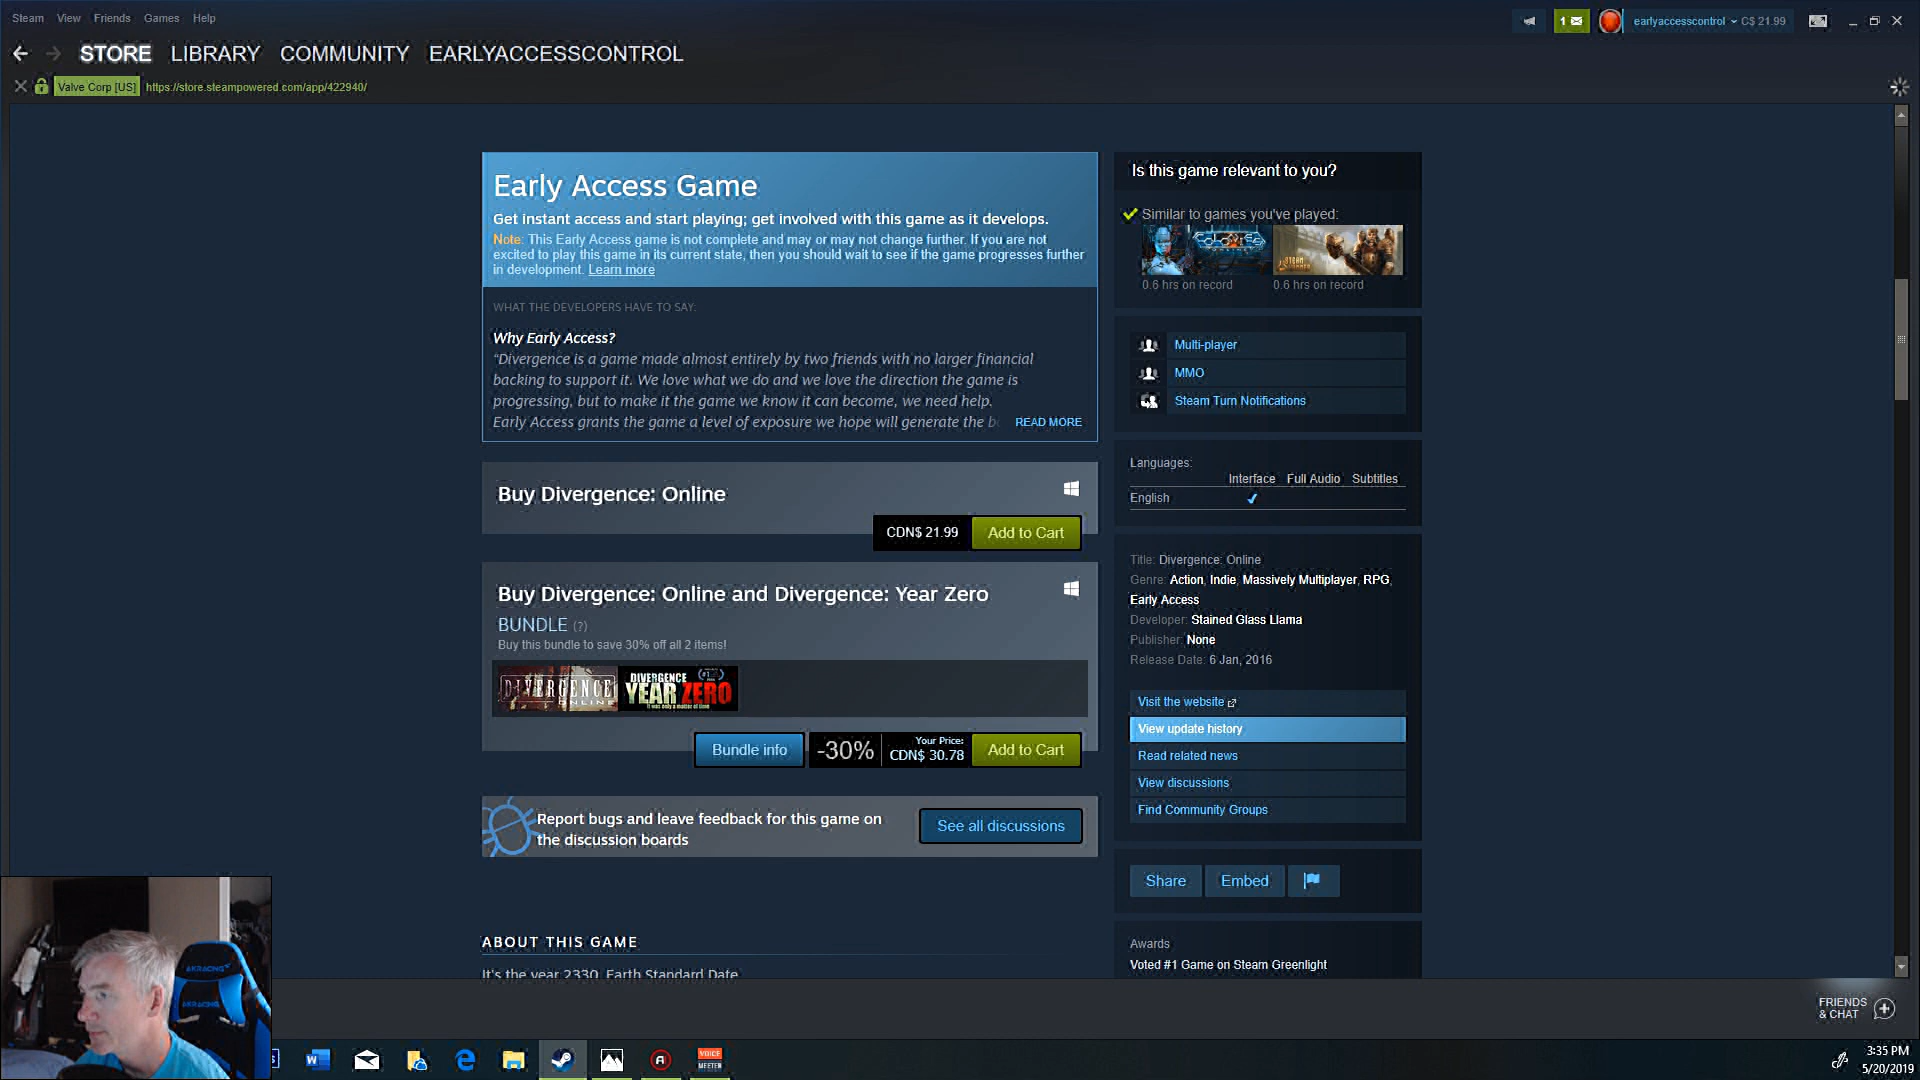 Steam View Friends Games Help
1
earlyaccesscontrol C$ 21.99
STORE LIBRARY COMMUNITY EARLYACCESSCONTROL
Valve Corp [US] https://store.steampowered.com/app/422940/
Early Access Game
Get instant access and start playing; get involved with this game as it develops.
Note: This Early Access game is not complete and may or may not change further. If you are not
excited to play this game in its current state, then you should wait to see if the game progresses further
in development. Learn more
WHAT THE DEVELOPERS HAVE TO SAY:
Why Early Access?
“Divergence is a game made almost entirely by two friends with no larger financial
backing to support it. We love what we do and we love the direction the game is
progressing, but to make it the game we know it can become, we need help.
Early Access grants the game a level of exposure we hope will generate the b READ MORE
Buy Divergence: Online
CDN$ 21.99 Add to Cart
Buy Divergence: Online and Divergence: Year Zero
BUNDLE (?)
Buy this bundle to save 30% off all 2 items!
DIVERGENCE
ONLINE
DIVERGENCE
YEAR ZERO
It was only a matter of time
Bundle info -30% Your Price:
CDN$ 30.78 Add to Cart
Report bugs and leave feedback for this game on
the discussion boards
See all discussions
ABOUT THIS GAME
It's the year 2330, Earth Standard Date
Is this game relevant to you?
Similar to games you've played:
0.6 hrs on record 0.6 hrs on record
Multi-player
MMO
Steam Turn Notifications
Languages:
Interface Full Audio Subtitles
English ✓
Title: Divergence: Online
Genre: Action, Indie, Massively Multiplayer, RPG,
Early Access
Developer: Stained Glass Llama
Publisher: None
Release Date: 6 Jan, 2016
Visit the website
View update history
Read related news
View discussions
Find Community Groups
Share Embed
Awards
Voted #1 Game on Steam Greenlight
FRIENDS
& CHAT
AKRACING
AKRACING
VOICE
MEETER
3:35 PM
5/20/2019